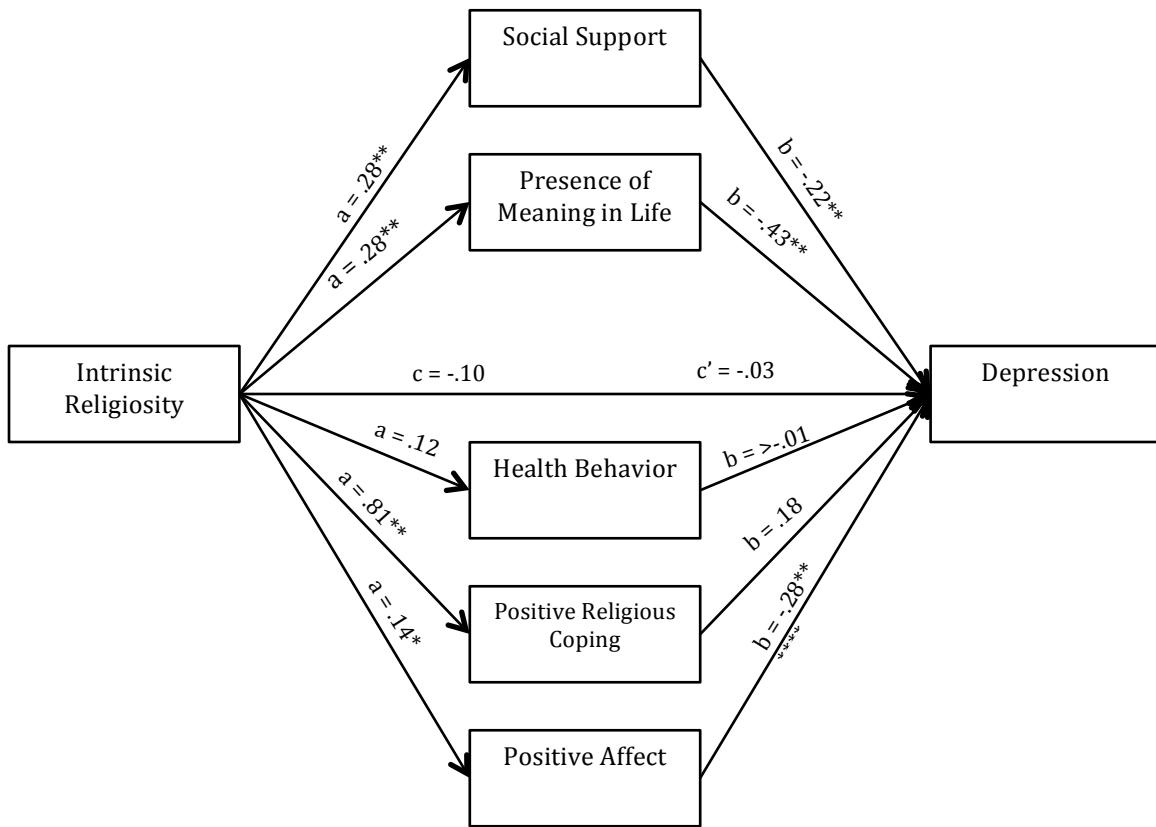 Social Support
a = .28**
b = -.22**
Presence of
Meaning in Life
a = .28**
b = -.43**
Intrinsic
Religiosity
c = -.10
c’ = -.03
Depression
a = .12
Health Behavior
b = >-.01
a = .81**
Positive Religious
Coping
b = .18
a = .14*
Positive Affect
b = -.28**
****